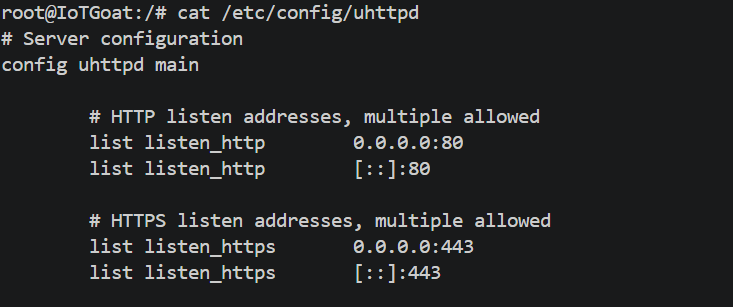 root@IoTGoat:/# cat /etc/config/uhttpd
# Server configuration
config uhttpd main
# HTTP listen addresses, multiple allowed
list listen_http 0.0.0.0:80
list listen_http [::]:80
# HTTPS listen addresses, multiple allowed
list listen_https 0.0.0.0:443
list listen_https [::]:443